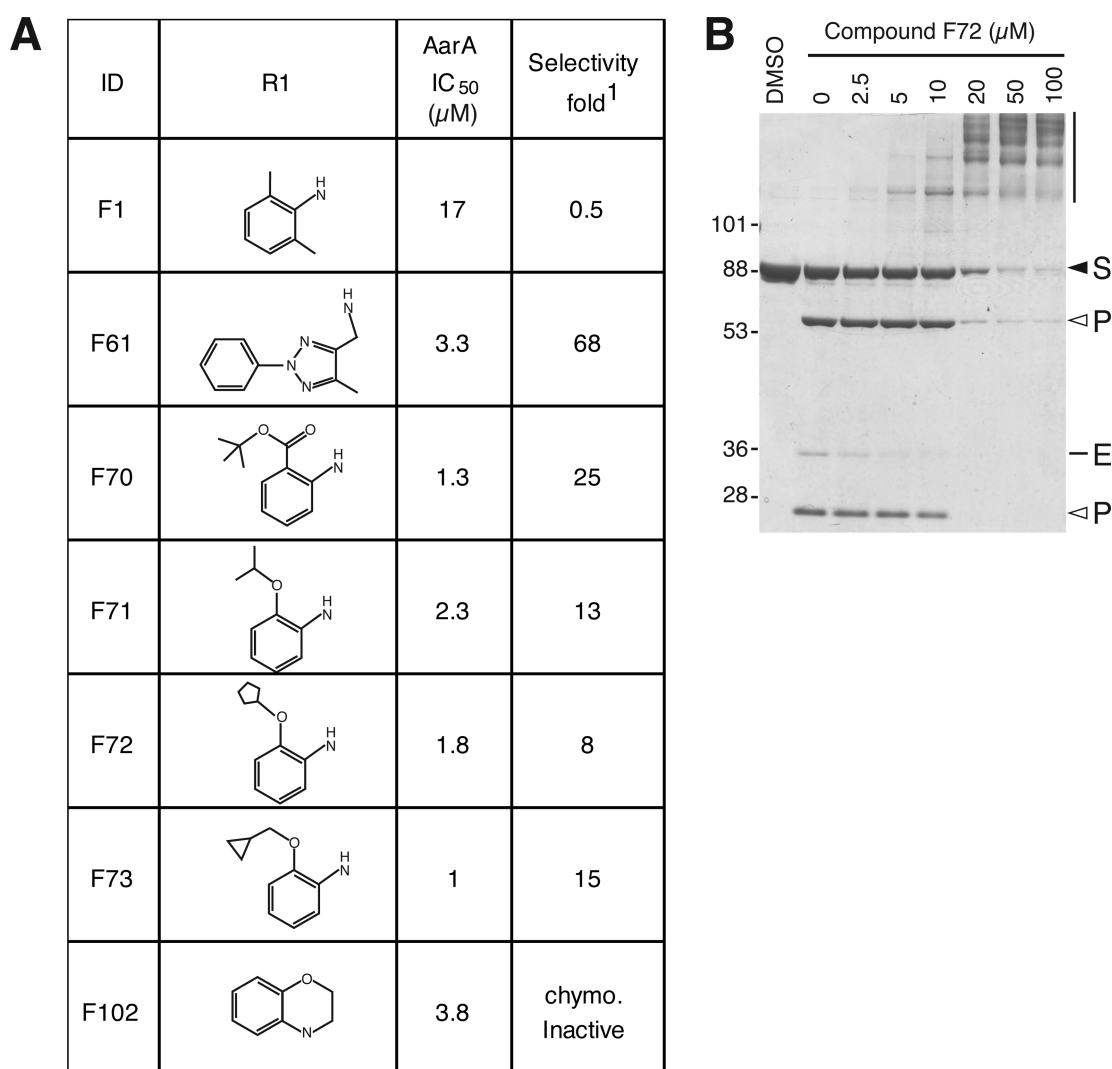 A
ID R1 AarA IC50 (µM) Selectivity fold1
F1 17 0.5
H
N
F61 3.3 68
H
N
N
N
N
F70 1.3 25
O O
H
N
F71 2.3 13
O
H
N
F72 1.8 8
O
H
N
F73 1 15
O
H
N
F102 3.8 chymo. Inactive
O
N
B
Compound F72 (µM)
DMSO 0 2.5 5 10 20 50 100
101
88 S
53 P
36 E
28 P